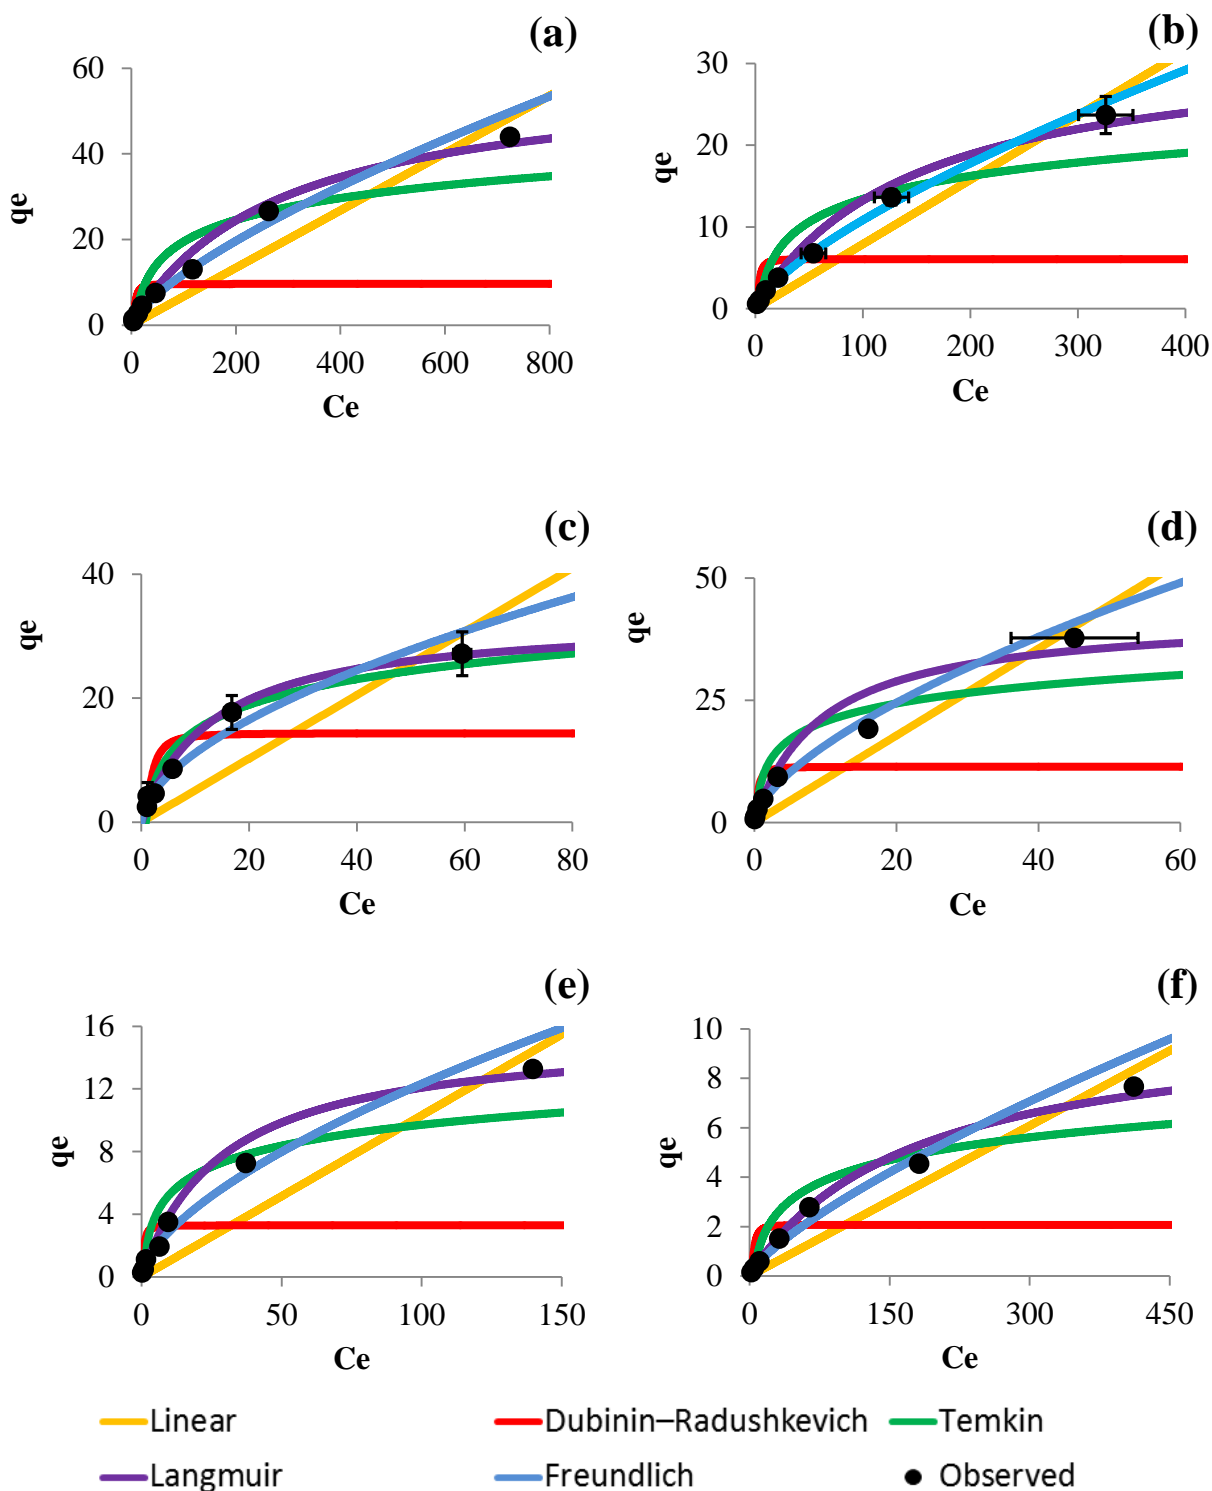 (a)
60
40
20
0
qe
0 200 400 600 800
Ce
(b)
30
20
10
0
qe
0 100 200 300 400
Ce
(c)
40
20
0
qe
0 20 40 60 80
Ce
(d)
50
25
0
qe
0 20 40 60
Ce
(e)
16
12
8
4
0
qe
0 50 100 150
Ce
(f)
10
8
6
4
2
0
qe
0 150 300 450
Ce
Linear Dubinin–Radushkevich Temkin
Langmuir Freundlich Observed